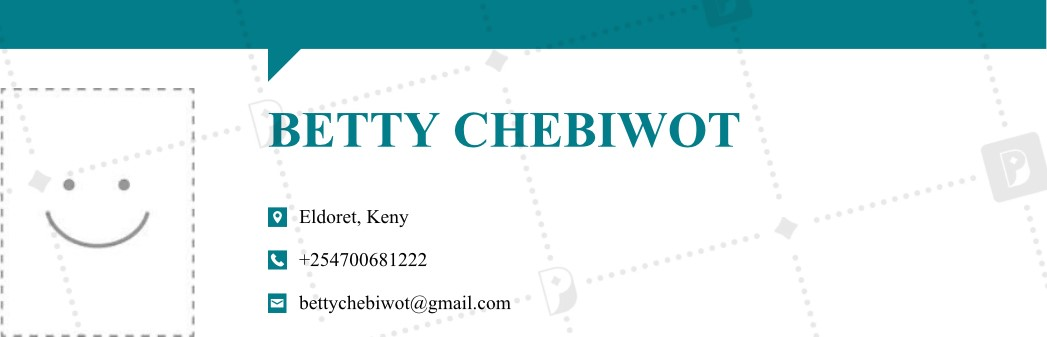 BETTY CHEBIWOT
Eldoret, Keny
+254700681222
bettychebiwot@gmail.com